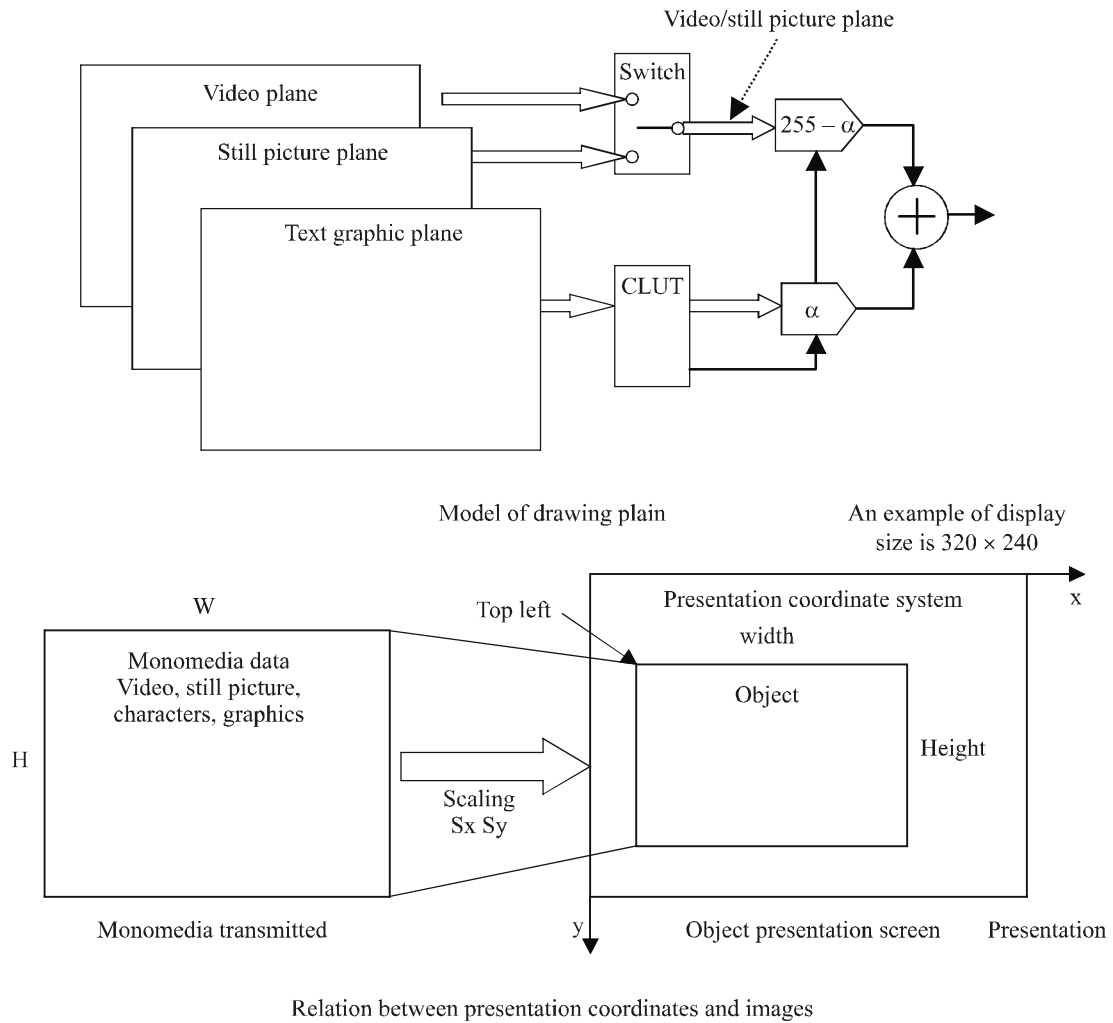 Video/still picture plane
Video plane
Switch
Still picture plane
255 – α
Text graphic plane
CLUT
α
Model of drawing plain
An example of display
size is 320 × 240
x
W
Top left
Presentation coordinate system
width
Monomedia data
Video, still picture,
characters, graphics
Object
H
Height
Scaling
Sx Sy
Monomedia transmitted
y
Object presentation screen
Presentation
Relation between presentation coordinates and images